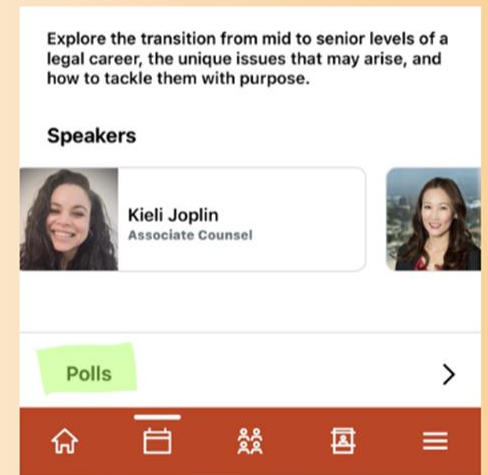 Explore the transition from mid to senior levels of a
legal career, the unique issues that may arise, and
how to tackle them with purpose.
Speakers
Kieli Joplin
Associate Counsel
Polls